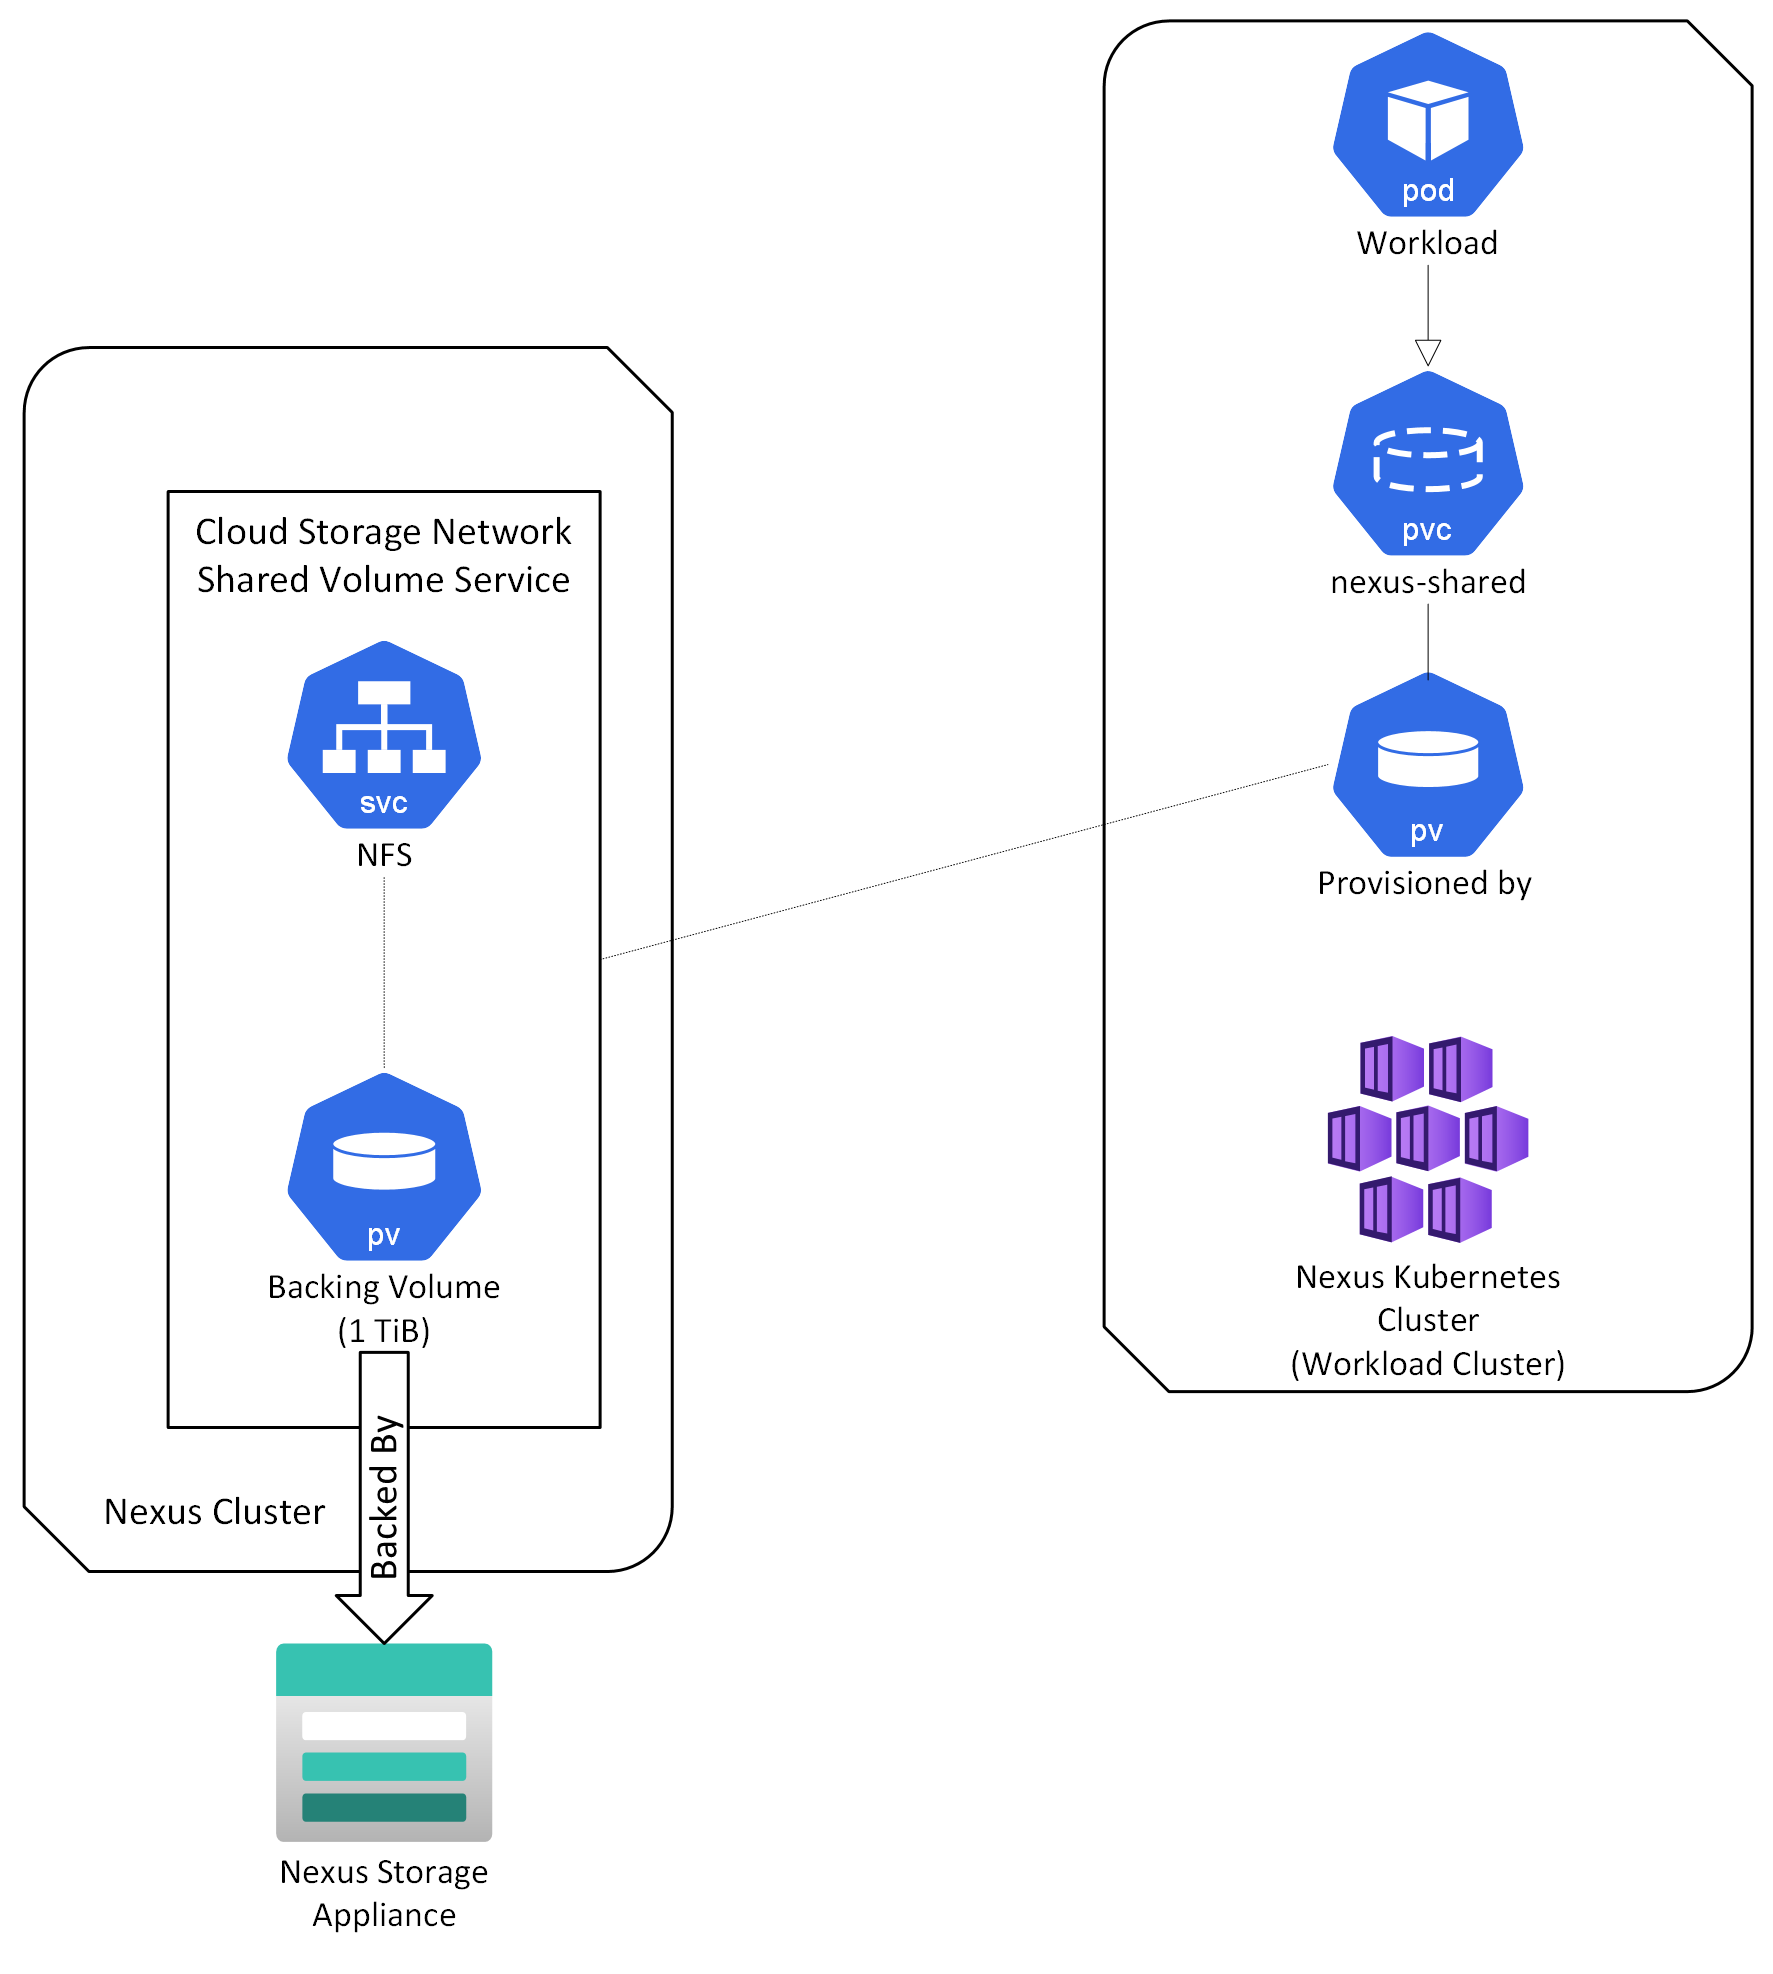 pod
Workload
pvc
nexus-shared
pv
Provisioned by
Nexus Kubernetes
Cluster
(Workload Cluster)
Cloud Storage Network
Shared Volume Service
svc
NFS
pv
Backing Volume
(1 TiB)
Backed By
Nexus Cluster
Nexus Storage
Appliance